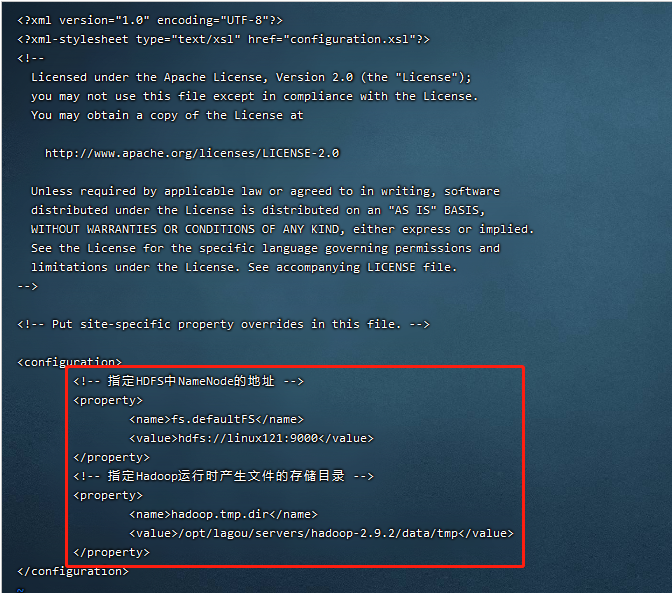 <?xml version="1.0" encoding="UTF-8"?>
<?xml-stylesheet type="text/xsl" href="configuration.xsl"?>
<!--
  Licensed under the Apache License, Version 2.0 (the "License");
  you may not use this file except in compliance with the License.
  You may obtain a copy of the License at

    http://www.apache.org/licenses/LICENSE-2.0

  Unless required by applicable law or agreed to in writing, software
  distributed under the License is distributed on an "AS IS" BASIS,
  WITHOUT WARRANTIES OR CONDITIONS OF ANY KIND, either express or implied.
  See the License for the specific language governing permissions and
  limitations under the License. See accompanying LICENSE file.
-->

<!-- Put site-specific property overrides in this file. -->

<configuration>
        <!-- 指定HDFS中NameNode的地址 -->
        <property>
                <name>fs.defaultFS</name>
                <value>hdfs://linux121:9000</value>
        </property>
        <!-- 指定Hadoop运行时产生文件的存储目录 -->
        <property>
                <name>hadoop.tmp.dir</name>
                <value>/opt/lagou/servers/hadoop-2.9.2/data/tmp</value>
        </property>
</configuration>
~